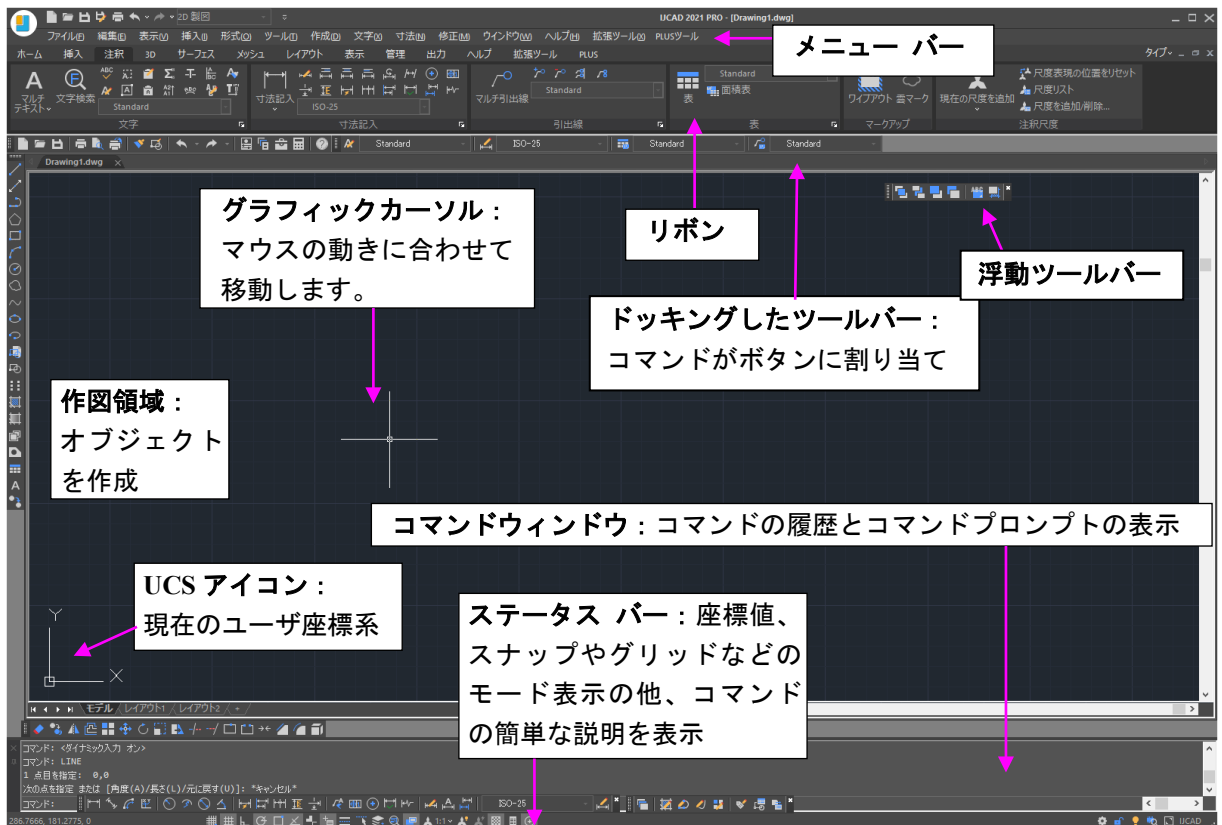 2D 製図
IJCAD 2021 PRO - [Drawing1.dwg]
ファイル(F) 編集(E) 表示(V) 挿入(I) 形式(O) ツール(T) 作成(D) 文字(X) 寸法(N) 修正(M) ウインドウ(W) ヘルプ(H) 拡張ツール(X) PLUSツール
メニュー バー
ホーム 挿入 注釈 3D サーフェス メッシュ レイアウト 表示 管理 出力 ヘルプ 拡張ツール PLUS
タイプ
マルチテキスト
文字検索
Standard
文字
寸法記入
ISO-25
寸法記入
マルチ引出線
Standard
引出線
表
Standard
面積表
表
ワイプアウト 雲マーク
マークアップ
現在の尺度を追加
尺度表現の位置をリセット
尺度リスト
尺度を追加/削除...
注釈尺度
Standard ISO-25 Standard Standard
Drawing1.dwg
グラフィックカーソル：
マウスの動きに合わせて
移動します。
リボン
浮動ツールバー
ドッキングしたツールバー：
コマンドがボタンに割り当て
作図領域：
オブジェクト
を作成
コマンドウィンドウ：コマンドの履歴とコマンドプロンプトの表示
UCS アイコン：
現在のユーザ座標系
Y
X
ステータス バー：座標値、
スナップやグリッドなどの
モード表示の他、コマンド
の簡単な説明を表示
モデル レイアウト1 レイアウト2 +
コマンド: <ダイナミック入力 オン>
コマンド: LINE
1 点目を指定: 0,0
次の点を指定 または [角度(A)/長さ(L)/元に戻す(U)]: *キャンセル*
コマンド:
ISO-25
286.7666, 181.2775, 0
1:1
IJCAD